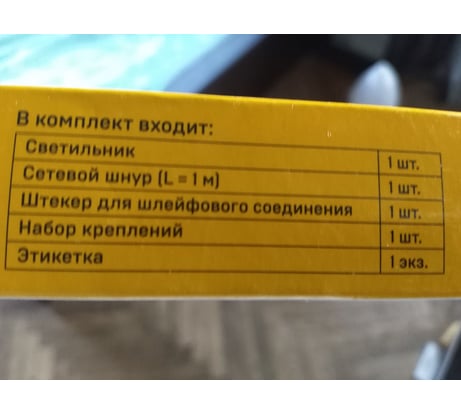 В комплект входит:
Светильник 1 шт.
Сетевой шнур (L = 1 м) 1 шт.
Штекер для шлейфового соединения 1 шт.
Набор креплений 1 шт.
Этикетка 1 экз.